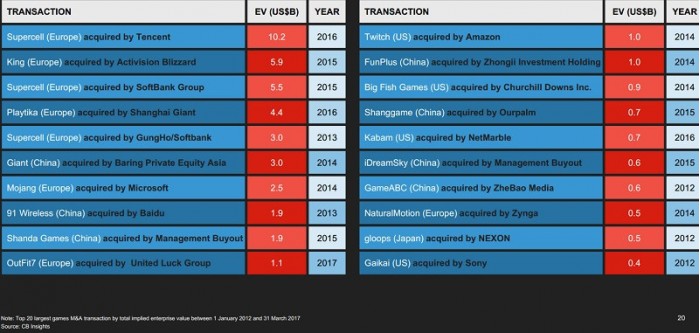 TRANSACTION EV (US$B) YEAR
Supercell (Europe) acquired by Tencent 10.2 2016
King (Europe) acquired by Activision Blizzard 5.9 2015
Supercell (Europe) acquired by SoftBank Group 5.5 2015
Playtika (Europe) acquired by Shanghai Giant 4.4 2016
Supercell (Europe) acquired by GungHo/Softbank 3.0 2013
Giant (China) acquired by Baring Private Equity Asia 3.0 2014
Mojang (Europe) acquired by Microsoft 2.5 2014
91 Wireless (China) acquired by Baidu 1.9 2013
Shanda Games (China) acquired by Management Buyout 1.9 2015
OutFit7 (Europe) acquired by United Luck Group 1.1 2017
TRANSACTION EV (US$B) YEAR
Twitch (US) acquired by Amazon 1.0 2014
FunPlus (China) acquired by Zhongji Investment Holding 1.0 2014
Big Fish Games (US) acquired by Churchill Downs Inc. 0.9 2014
Shanggame (China) acquired by Ourpalm 0.7 2015
Kabam (US) acquired by NetMarble 0.7 2016
iDreamSky (China) acquired by Management Buyout 0.6 2015
GameABC (China) acquired by ZheBao Media 0.6 2012
NaturalMotion (Europe) acquired by Zynga 0.5 2014
gloops (Japan) acquired by NEXON 0.5 2012
Gaikai (US) acquired by Sony 0.4 2012
Note: Top 20 largest games M&A transaction by total implied enterprise value between 1 January 2012 and 31 March 2017
Source: CB Insights
20